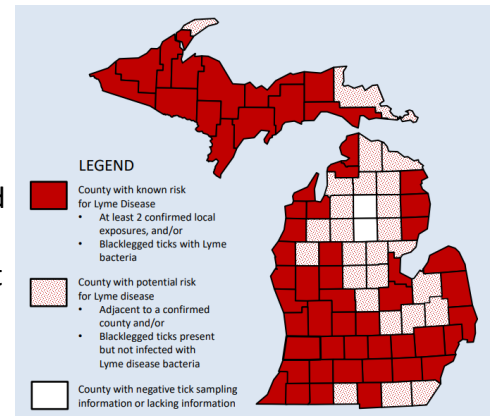 LEGEND
County with known risk
for Lyme Disease
• At least 2 confirmed local
exposures, and/or
• Blacklegged ticks with Lyme
bacteria
County with potential risk
for Lyme disease
• Adjacent to a confirmed
county and/or
• Blacklegged ticks present
but not infected with
Lyme disease bacteria
County with negative tick sampling
information or lacking information